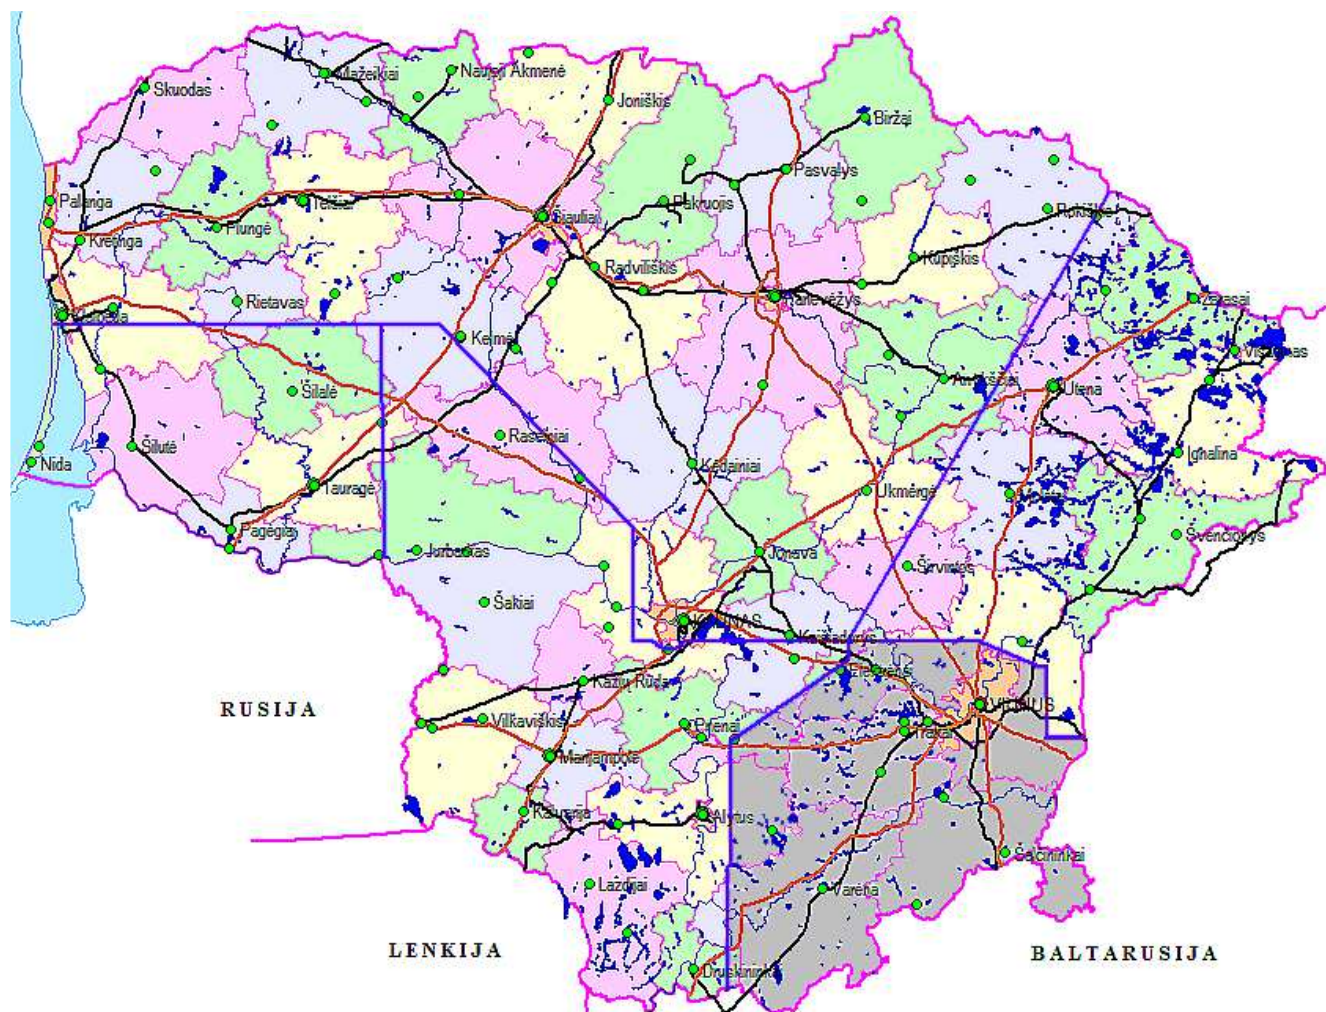 Mažeikiai
Naujoji Akmenė
Skuodas
Joniškis
Biržai
Pasvalys
Palanga
Telšiai
Pakruojis
Rokiškis
Šiauliai
Plungė
Kretinga
Kupiškis
Radviliškis
Rietavas
Panevėžys
Zarasai
Klaipėda
Kelmė
Visaginas
Anykščiai
Utena
Šilalė
Raseiniai
Šilutė
Ignalina
Nida
Kėdainiai
Tauragė
Ukmergė
Molėtai
Pagėgiai
Švenčionys
Jurbarkas
Jonava
Širvintos
Šakiai
KAUNAS
Kaišiadorys
Elektrėnai
Kazlų Rūda
VILNIUS
RUSIJA
Vilkaviškis
Prienai
Trakai
Marijampolė
Kalvarija
Alytus
Šalčininkai
Lazdijai
Varėna
LENKIJA
BALTARUSIJA
Druskininkai